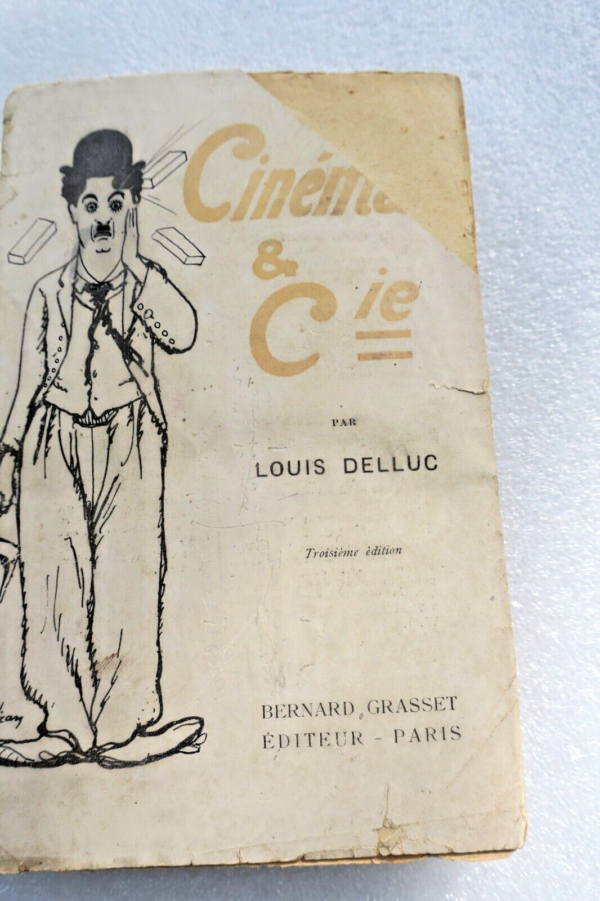 Cinéma
&
Cie
PAR
LOUIS DELLUC
Troisième édition
BERNARD GRASSET
ÉDITEUR - PARIS